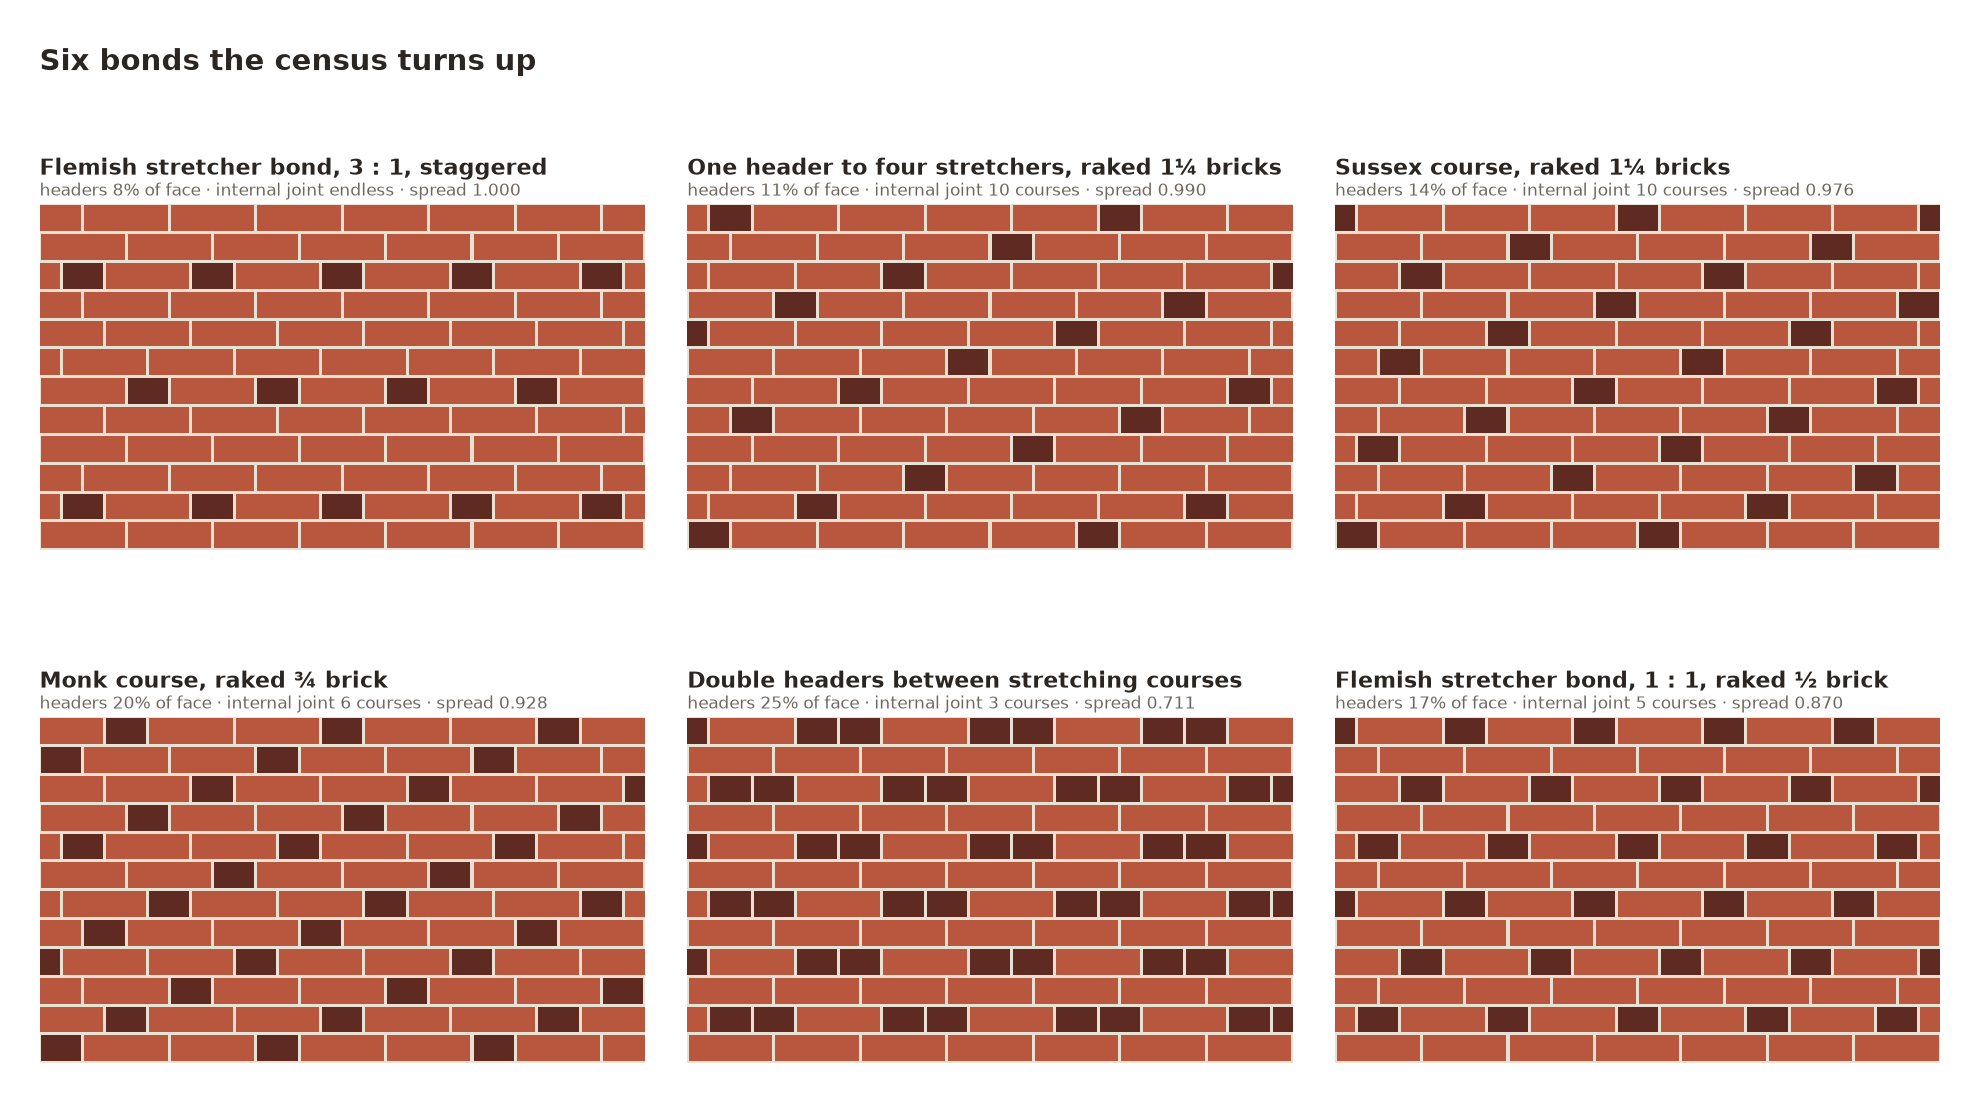 Six bonds the census turns up
Flemish stretcher bond, 3 : 1, staggered
headers 8% of face · internal joint endless · spread 1.000
One header to four stretchers, raked 1¼ bricks
headers 11% of face · internal joint 10 courses · spread 0.990
Sussex course, raked 1¼ bricks
headers 14% of face · internal joint 10 courses · spread 0.976
Monk course, raked ¾ brick
headers 20% of face · internal joint 6 courses · spread 0.928
Double headers between stretching courses
headers 25% of face · internal joint 3 courses · spread 0.711
Flemish stretcher bond, 1 : 1, raked ½ brick
headers 17% of face · internal joint 5 courses · spread 0.870